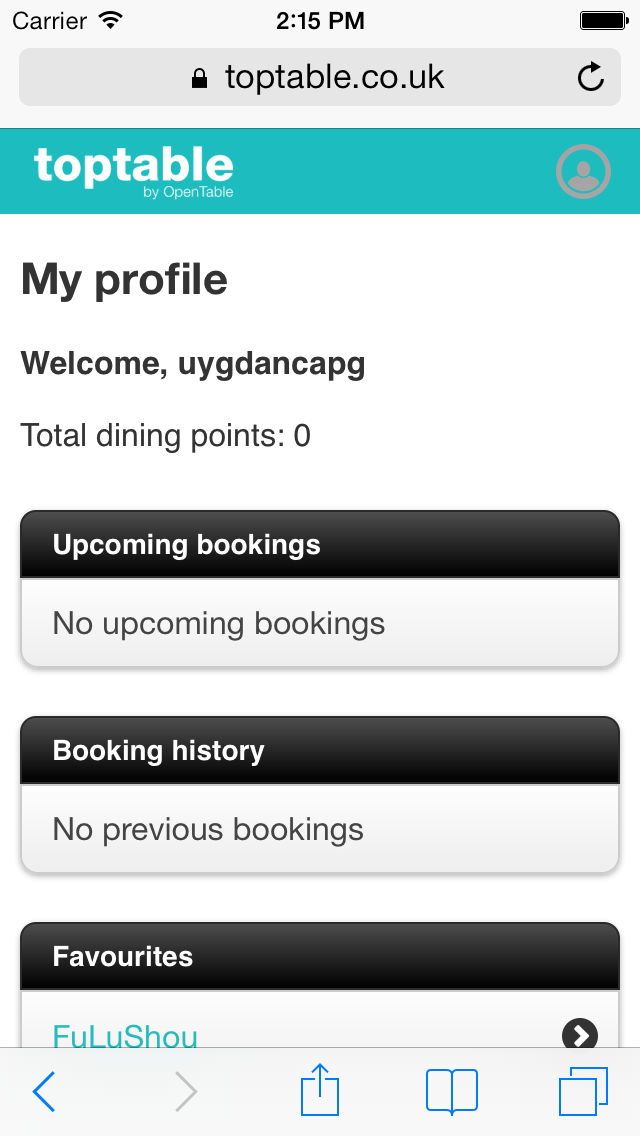 Carrier 2:15 PM
toptable.co.uk
toptable
by OpenTable
My profile
Welcome, uygdancapg
Total dining points: 0
Upcoming bookings
No upcoming bookings
Booking history
No previous bookings
Favourites
FuLuShou